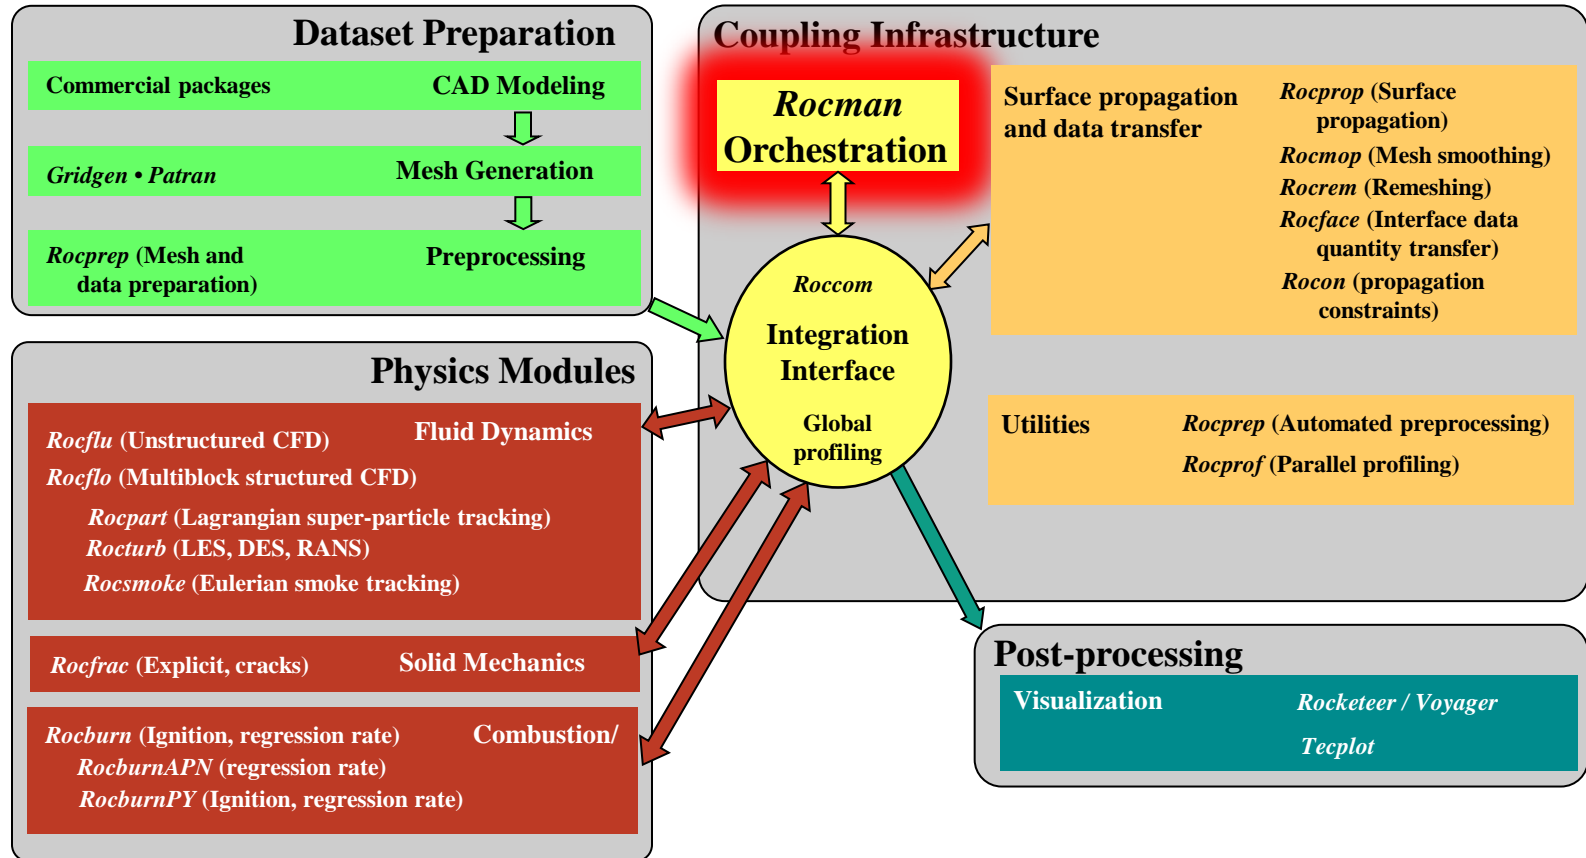 Dataset Preparation
Commercial packages
CAD Modeling
Gridgen • Patran
Mesh Generation
Rocprep (Mesh and
data preparation)
Preprocessing
Physics Modules
Rocflu (Unstructured CFD)
Fluid Dynamics
Rocflo (Multiblock structured CFD)
Rocpart (Lagrangian super-particle tracking)
Rocturb (LES, DES, RANS)
Rocsmoke (Eulerian smoke tracking)
Rocfrac (Explicit, cracks)
Solid Mechanics
Rocburn (Ignition, regression rate)
Combustion/
RocburnAPN (regression rate)
RocburnPY (Ignition, regression rate)
Coupling Infrastructure
Rocman
Orchestration
Roccom
Integration
Interface
Global
profiling
Surface propagation
and data transfer
Rocprop (Surface
propagation)
Rocmop (Mesh smoothing)
Rocrem (Remeshing)
Rocface (Interface data
quantity transfer)
Rocon (propagation
constraints)
Utilities
Rocprep (Automated preprocessing)
Rocprof (Parallel profiling)
Post-processing
Visualization
Rocketeer / Voyager
Tecplot